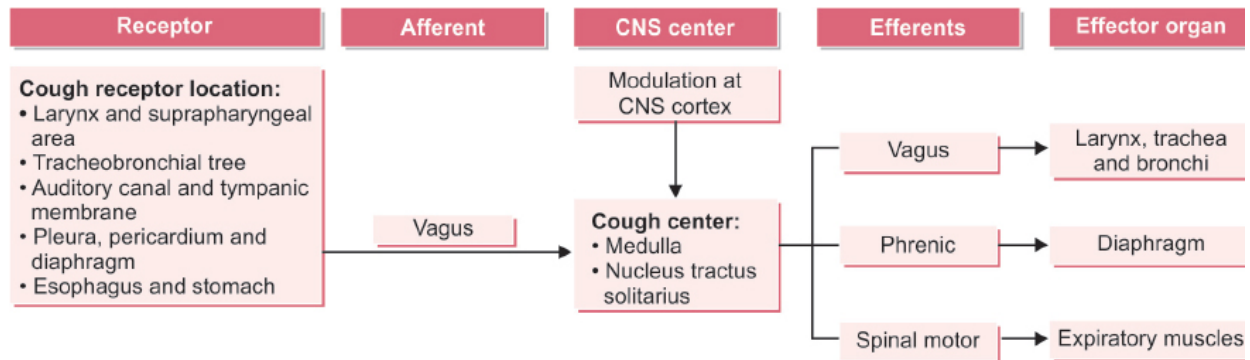 Receptor
Afferent
CNS center
Efferents
Effector organ
Cough receptor location:
• Larynx and suprapharyngeal
area
• Tracheobronchial tree
• Auditory canal and tympanic
membrane
• Pleura, pericardium and
diaphragm
• Esophagus and stomach
Vagus
Modulation at
CNS cortex
Cough center:
• Medulla
• Nucleus tractus
solitarius
Vagus
Larynx, trachea
and bronchi
Phrenic
Diaphragm
Spinal motor
Expiratory muscles